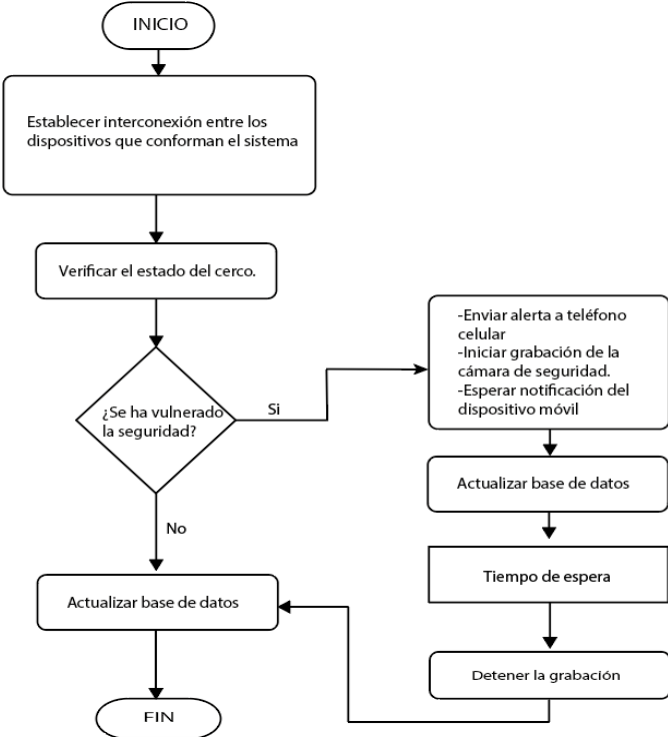 INICIO
Establecer interconexión entre los
dispositivos que conforman el sistema
Verificar el estado del cerco.
¿Se ha vulnerado
la seguridad?
Si
No
-Enviar alerta a teléfono
celular
-Iniciar grabación de la
cámara de seguridad.
-Esperar notificación del
dispositivo móvil
Actualizar base de datos
Tiempo de espera
Detener la grabación
Actualizar base de datos
FIN